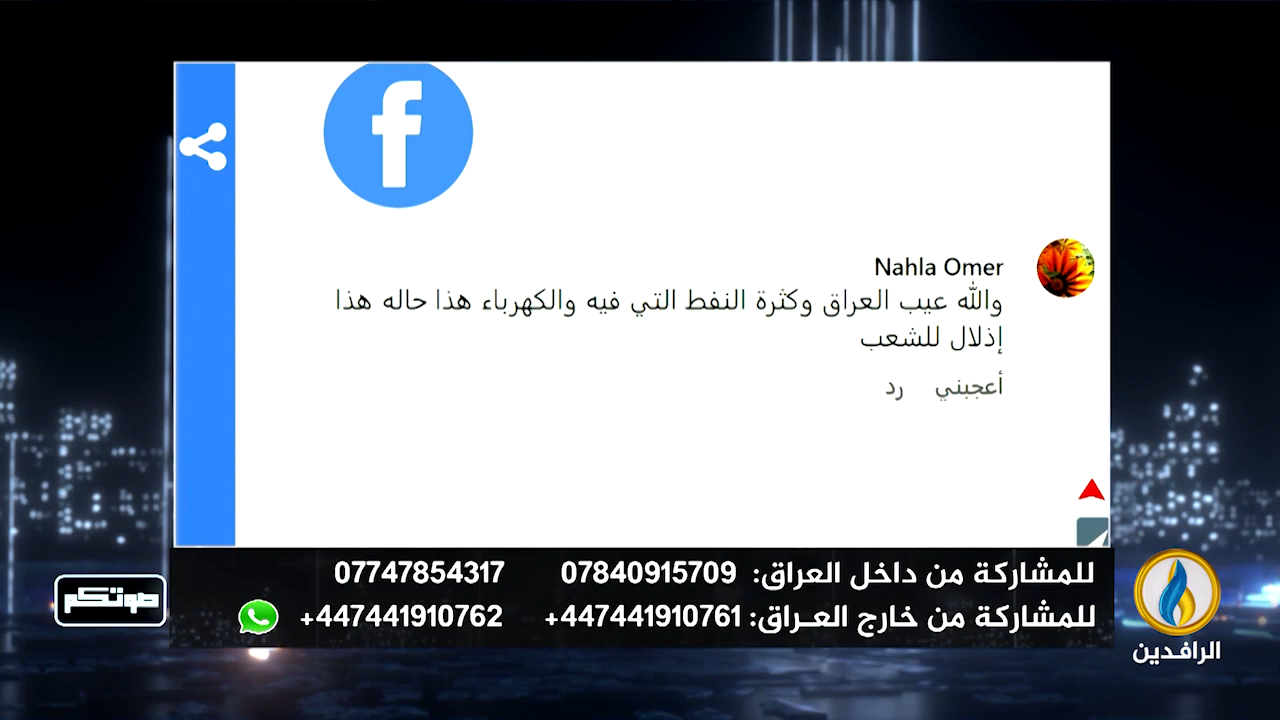 Nahla Omer
والله عيب العراق وكثرة النفط التي فيه والكهرباء هذا حاله هذا
إذلال للشعب
أعجبني رد
للمشاركة من داخل العراق: 07840915709 07747854317
للمشاركة من خارج العـراق: +447441910761 +447441910762
صوتكم
الرافدين